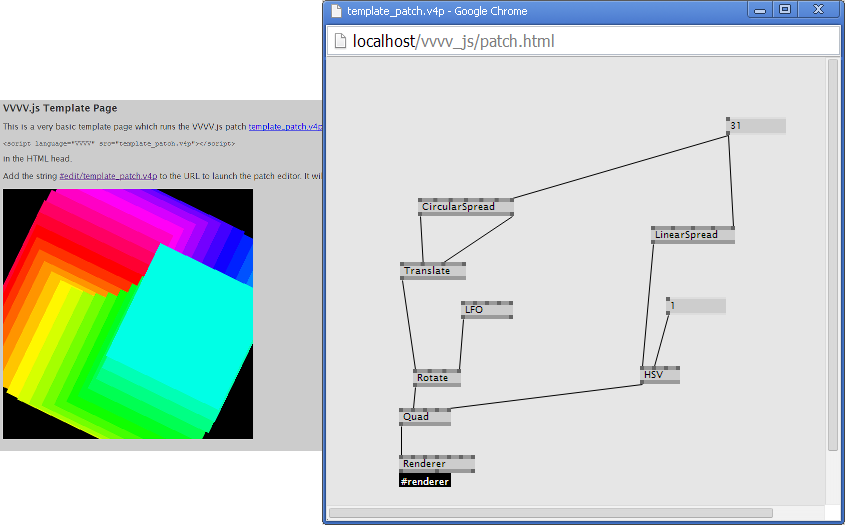 template_patch.v4p - Google Chrome
localhost/vvvv_js/patch.html
VVVV.js Template Page
This is a very basic template page which runs the VVVV.js patch template_patch.v4p
<script language="VVVV" src="template_patch.v4p"></script>
in the HTML head.
Add the string #edit/template_patch.v4p to the URL to launch the patch editor. It will
31
CircularSpread
LinearSpread
Translate
LFO
1
Rotate
HSV
Quad
Renderer
#renderer